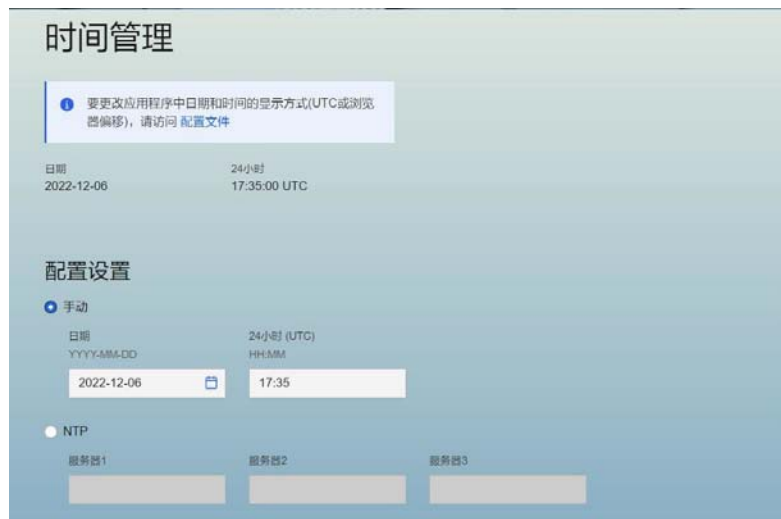 时间管理
要更改应用程序中日期和时间的显示方式(UTC或浏览
器偏移)，请访问 配置文件
日期 24小时
2022-12-06 17:35:00 UTC
配置设置
手动
日期 24小时 (UTC)
YYYY-MM-DD HH:MM
2022-12-06 17:35
NTP
服务器1 服务器2 服务器3